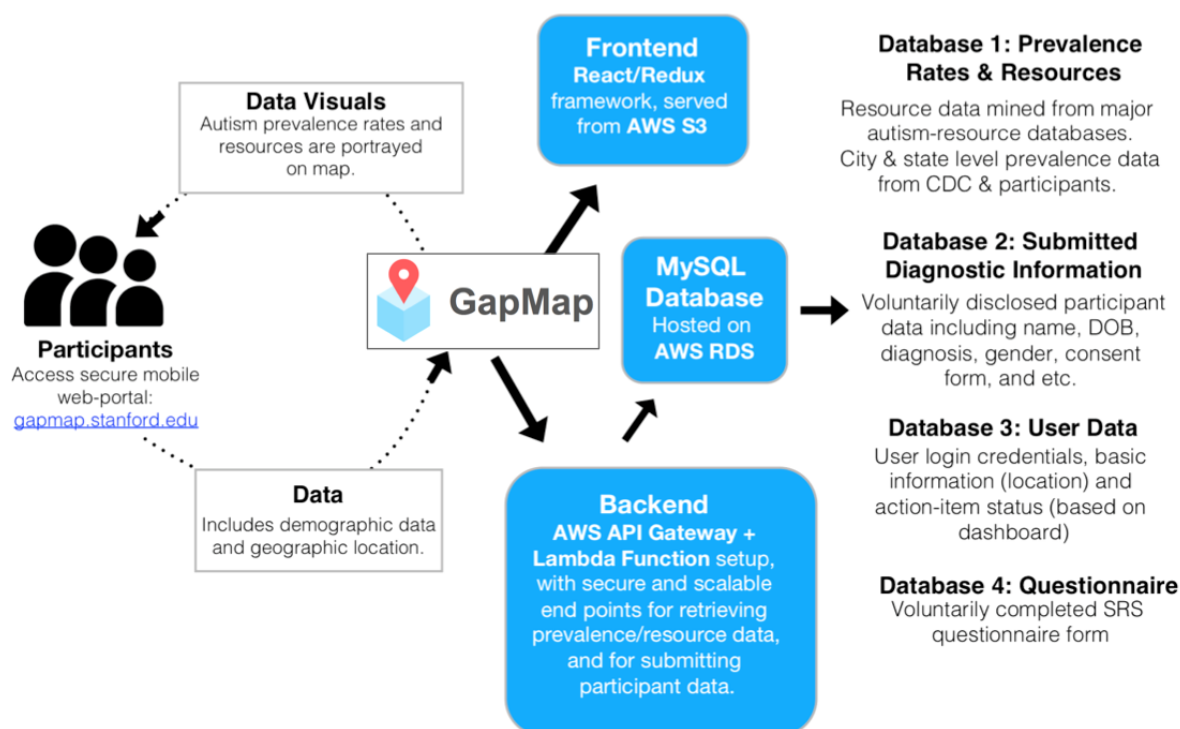 Data Visuals
Autism prevalence rates and
resources are portrayed
on map.
Participants
Access secure mobile
web-portal:
gapmap.stanford.edu
Data
Includes demographic data
and geographic location.
GapMap
Frontend
React/Redux
framework, served
from AWS S3
MySQL
Database
Hosted on
AWS RDS
Backend
AWS API Gateway +
Lambda Function setup,
with secure and scalable
end points for retrieving
prevalence/resource data,
and for submitting
participant data.
Database 1: Prevalence
Rates & Resources
Resource data mined from major
autism-resource databases.
City & state level prevalence data
from CDC & participants.
Database 2: Submitted
Diagnostic Information
Voluntarily disclosed participant
data including name, DOB,
diagnosis, gender, consent
form, and etc.
Database 3: User Data
User login credentials, basic
information (location) and
action-item status (based on
dashboard)
Database 4: Questionnaire
Voluntarily completed SRS
questionnaire form